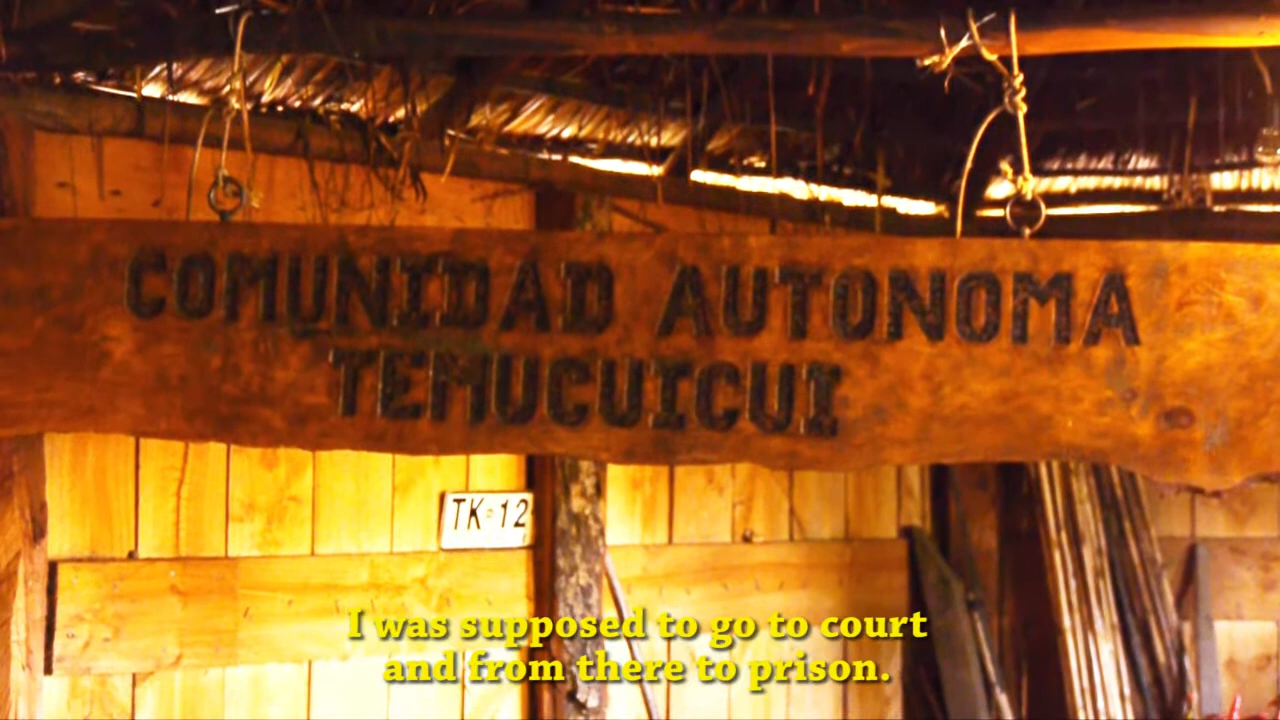 COMUNIDAD AUTONOMA
TEMUCUICUI
TK-12
I was supposed to go to court
and from there to prison.